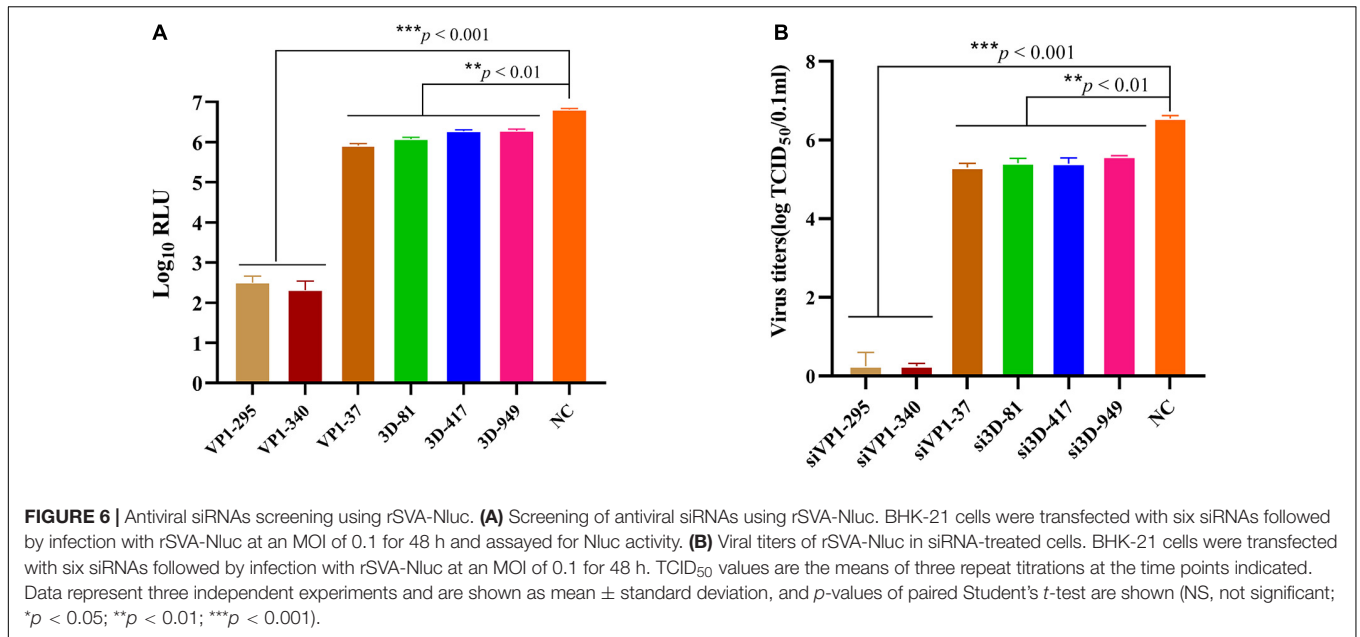 A
***p < 0.001
**p < 0.01
Log10 RLU
7
6
5
4
3
2
1
0
VP1-295
VP1-340
VP1-37
3D-81
3D-417
3D-949
NC
B
***p < 0.001
**p < 0.01
Virus titers(log TCID50/0.1ml)
8
6
4
2
0
siVP1-295
siVP1-340
siVP1-37
si3D-81
si3D-417
si3D-949
NC
FIGURE 6 | Antiviral siRNAs screening using rSVA-Nluc. (A) Screening of antiviral siRNAs using rSVA-Nluc. BHK-21 cells were transfected with six siRNAs followed
by infection with rSVA-Nluc at an MOI of 0.1 for 48 h and assayed for Nluc activity. (B) Viral titers of rSVA-Nluc in siRNA-treated cells. BHK-21 cells were transfected
with six siRNAs followed by infection with rSVA-Nluc at an MOI of 0.1 for 48 h. TCID50 values are the means of three repeat titrations at the time points indicated.
Data represent three independent experiments and are shown as mean ± standard deviation, and p-values of paired Student’s t-test are shown (NS, not significant;
*p < 0.05; **p < 0.01; ***p < 0.001).